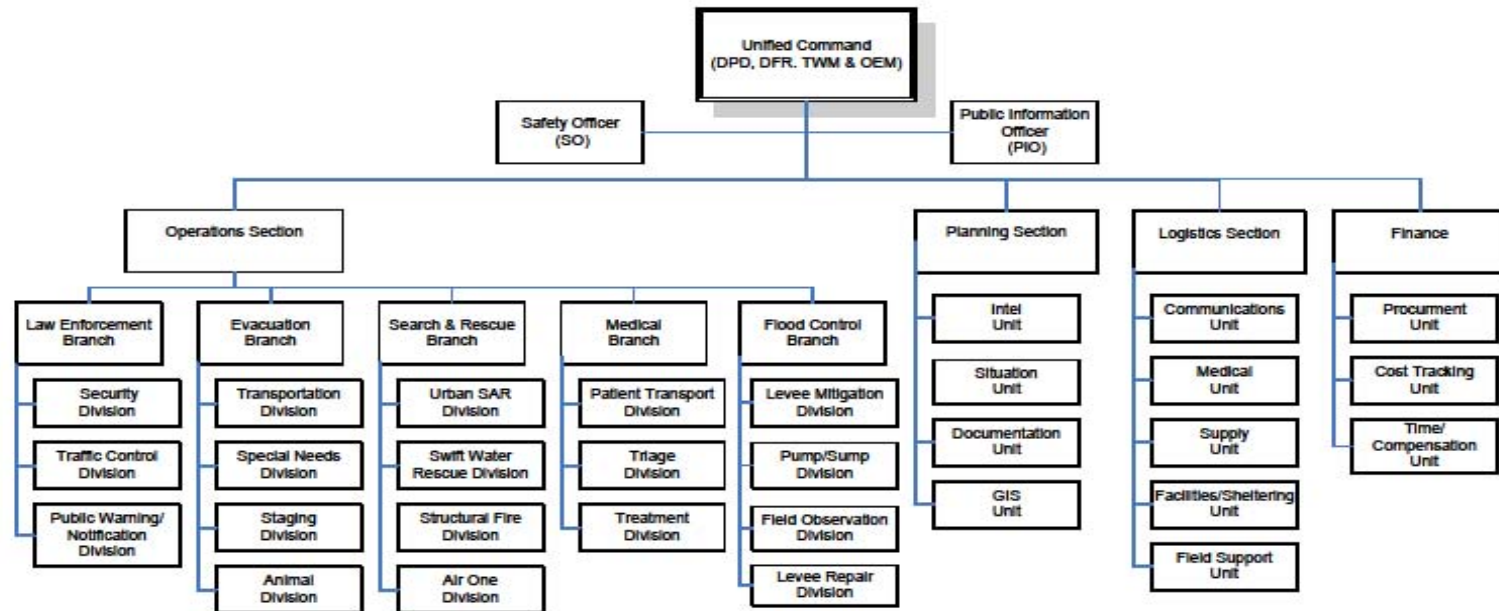 Unified Command
(DPD, DFR. TWM & OEM)
Safety Officer
(SO)
Public Information
Officer
(PIO)
Operations Section
Planning Section
Logistics Section
Finance
Law Enforcement
Branch
Security
Division
Traffic Control
Division
Public Warning/
Notification
Division
Evacuation
Branch
Transportation
Division
Special Needs
Division
Staging
Division
Animal
Division
Search & Rescue
Branch
Urban SAR
Division
Swift Water
Rescue Division
Structural Fire
Division
Air One
Division
Medical
Branch
Patient Transport
Division
Triage
Division
Treatment
Division
Flood Control
Branch
Levee Mitigation
Division
Pump/Sump
Division
Field Observation
Division
Levee Repair
Division
Intel
Unit
Situation
Unit
Documentation
Unit
GIS
Unit
Communications
Unit
Medical
Unit
Supply
Unit
Facilities/Sheltering
Unit
Field Support
Unit
Procurment
Unit
Cost Tracking
Unit
Time/
Compensation
Unit